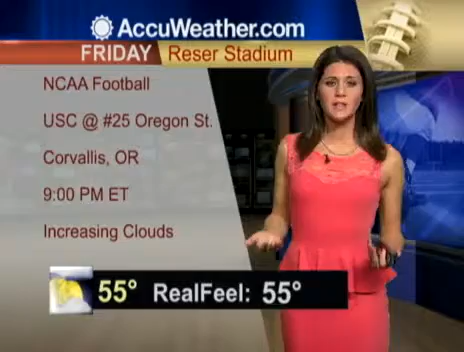 AccuWeather.com
FRIDAY Reser Stadium
NCAA Football
USC @ #25 Oregon St.
Corvallis, OR
9:00 PM ET
Increasing Clouds
55° RealFeel: 55°